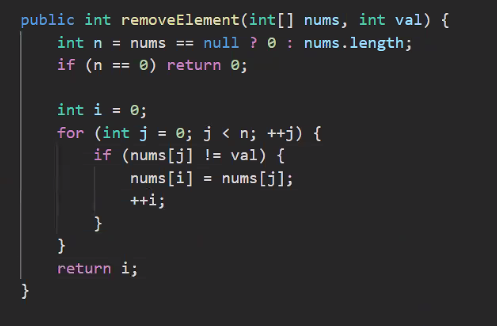 public int removeElement(int[] nums, int val) {
    int n = nums == null ? 0 : nums.length;
    if (n == 0) return 0;

    int i = 0;
    for (int j = 0; j < n; ++j) {
        if (nums[j] != val) {
            nums[i] = nums[j];
            ++i;
        }
    }
    return i;
}